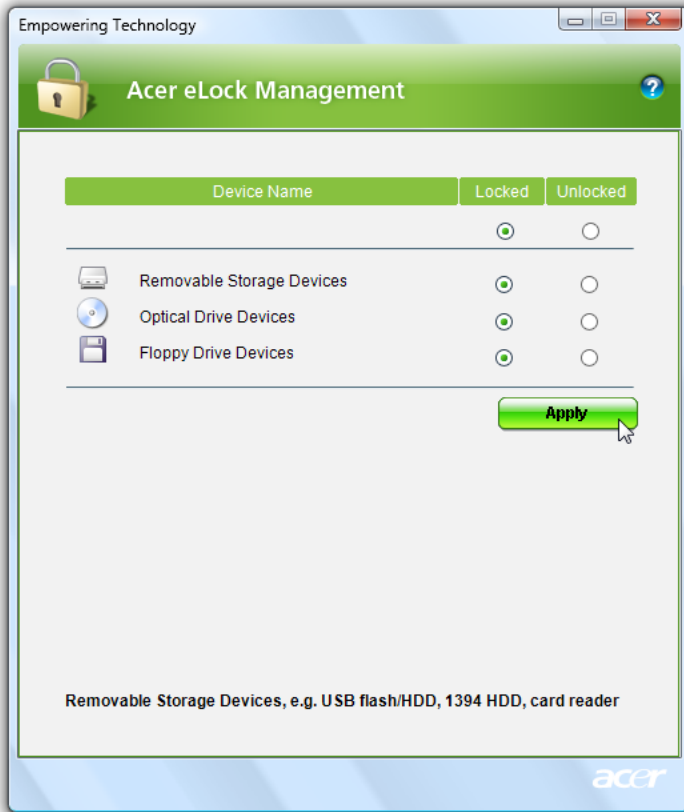 Empowering Technology
Acer eLock Management
?
Device Name Locked Unlocked
Removable Storage Devices
Optical Drive Devices
Floppy Drive Devices
Apply
Removable Storage Devices, e.g. USB flash/HDD, 1394 HDD, card reader
acer